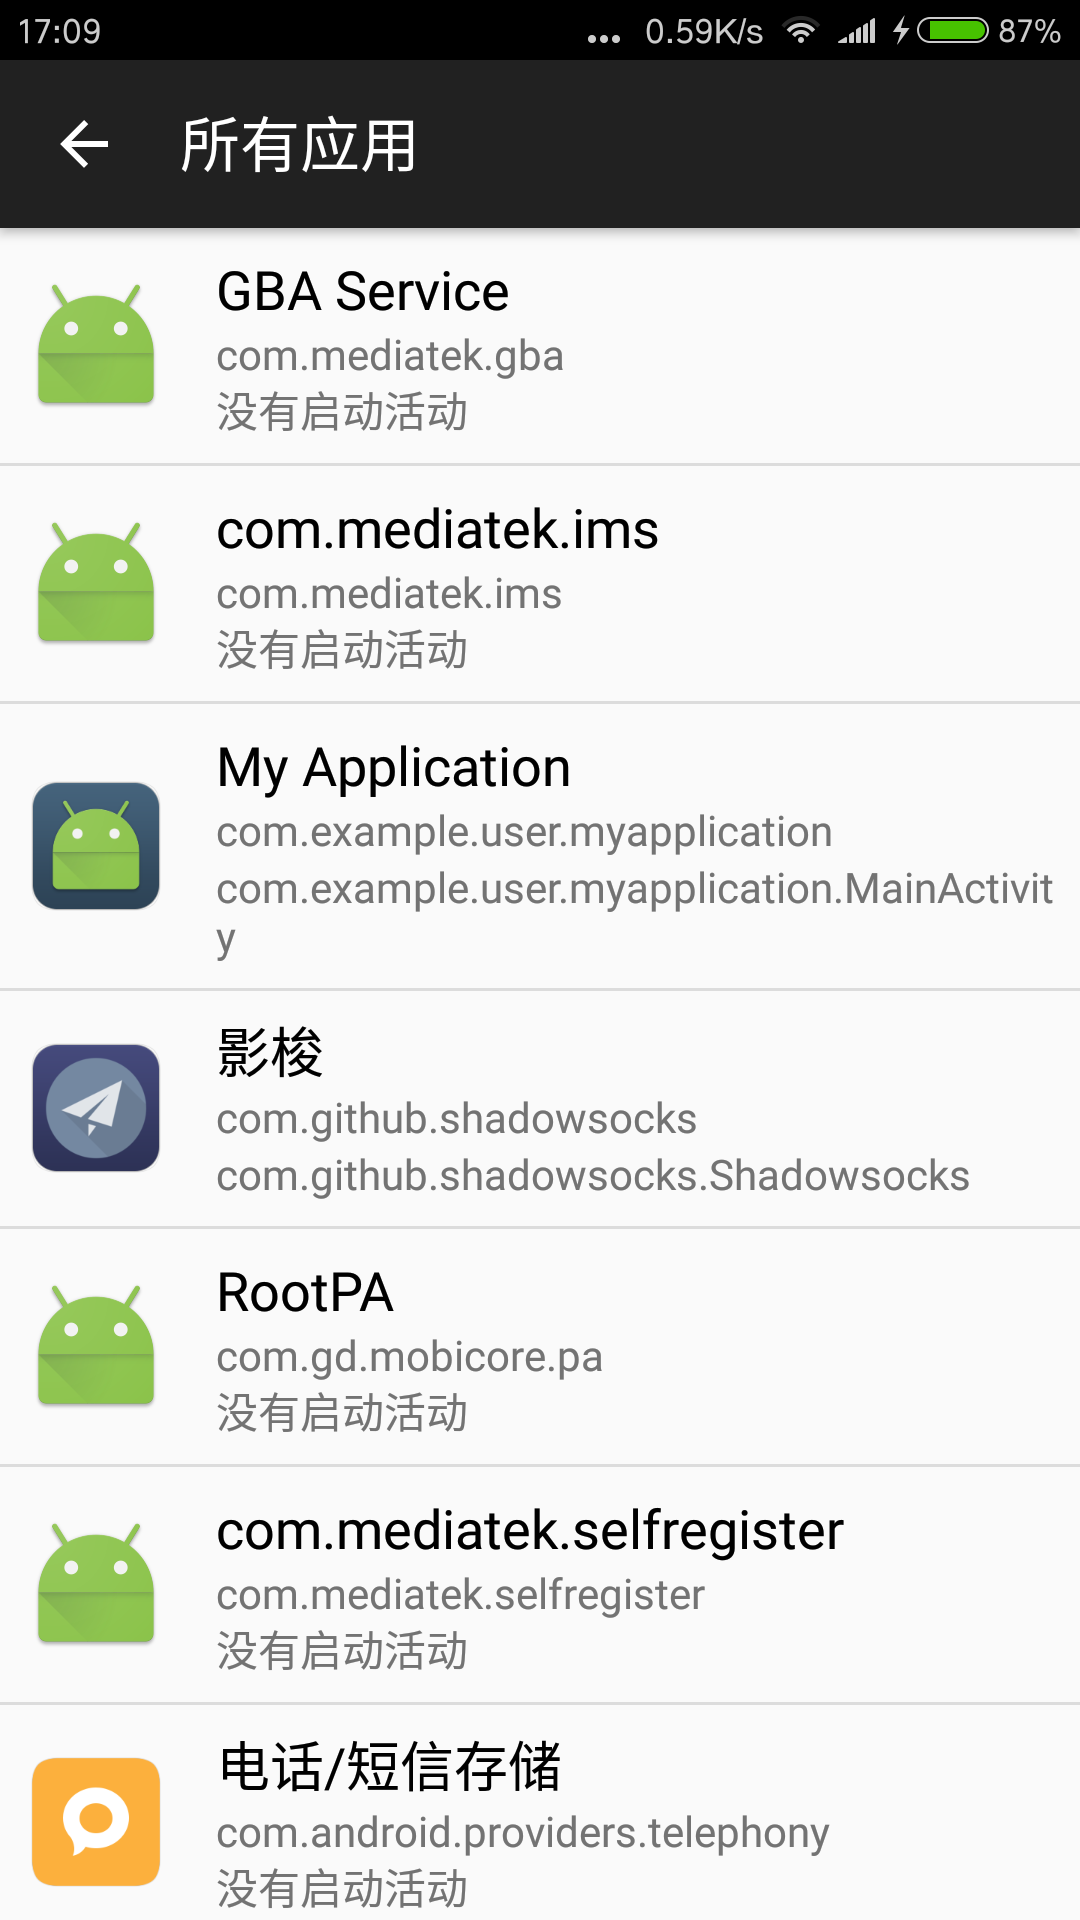 17:09 ... 0.59K/s 87%
所有应用
GBA Service
com.mediatek.gba
没有启动活动
com.mediatek.ims
com.mediatek.ims
没有启动活动
My Application
com.example.user.myapplication
com.example.user.myapplication.MainActivit
y
影梭
com.github.shadowsocks
com.github.shadowsocks.Shadowsocks
RootPA
com.gd.mobicore.pa
没有启动活动
com.mediatek.selfregister
com.mediatek.selfregister
没有启动活动
电话/短信存储
com.android.providers.telephony
没有启动活动